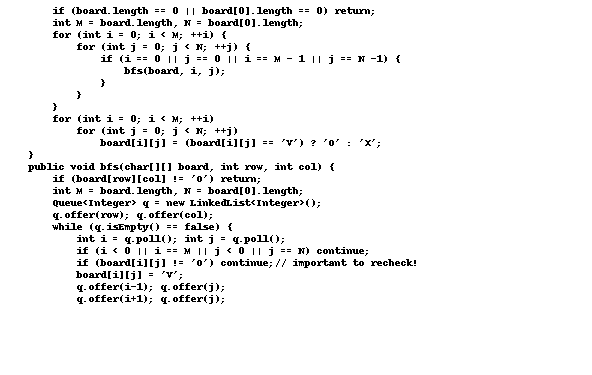 if (board.length == 0 || board[0].length == 0) return;
int M = board.length, N = board[0].length;
for (int i = 0; i < M; ++i) {
for (int j = 0; j < N; ++j) {
if (i == 0 || j == 0 || i == M - 1 || j == N -1) {
bfs(board, i, j);
}
}
}
for (int i = 0; i < M; ++i)
for (int j = 0; j < N; ++j)
board[i][j] = (board[i][j] == 'V') ? 'O' : 'X';
}
public void bfs(char[][] board, int row, int col) {
if (board[row][col] != 'O') return;
int M = board.length, N = board[0].length;
Queue<Integer> q = new LinkedList<Integer>();
q.offer(row); q.offer(col);
while (q.isEmpty() == false) {
int i = q.poll(); int j = q.poll();
if (i < 0 || i == M || j < 0 || j == N) continue;
if (board[i][j] != 'O') continue;// important to recheck!
board[i][j] = 'V';
q.offer(i-1); q.offer(j);
q.offer(i+1); q.offer(j);